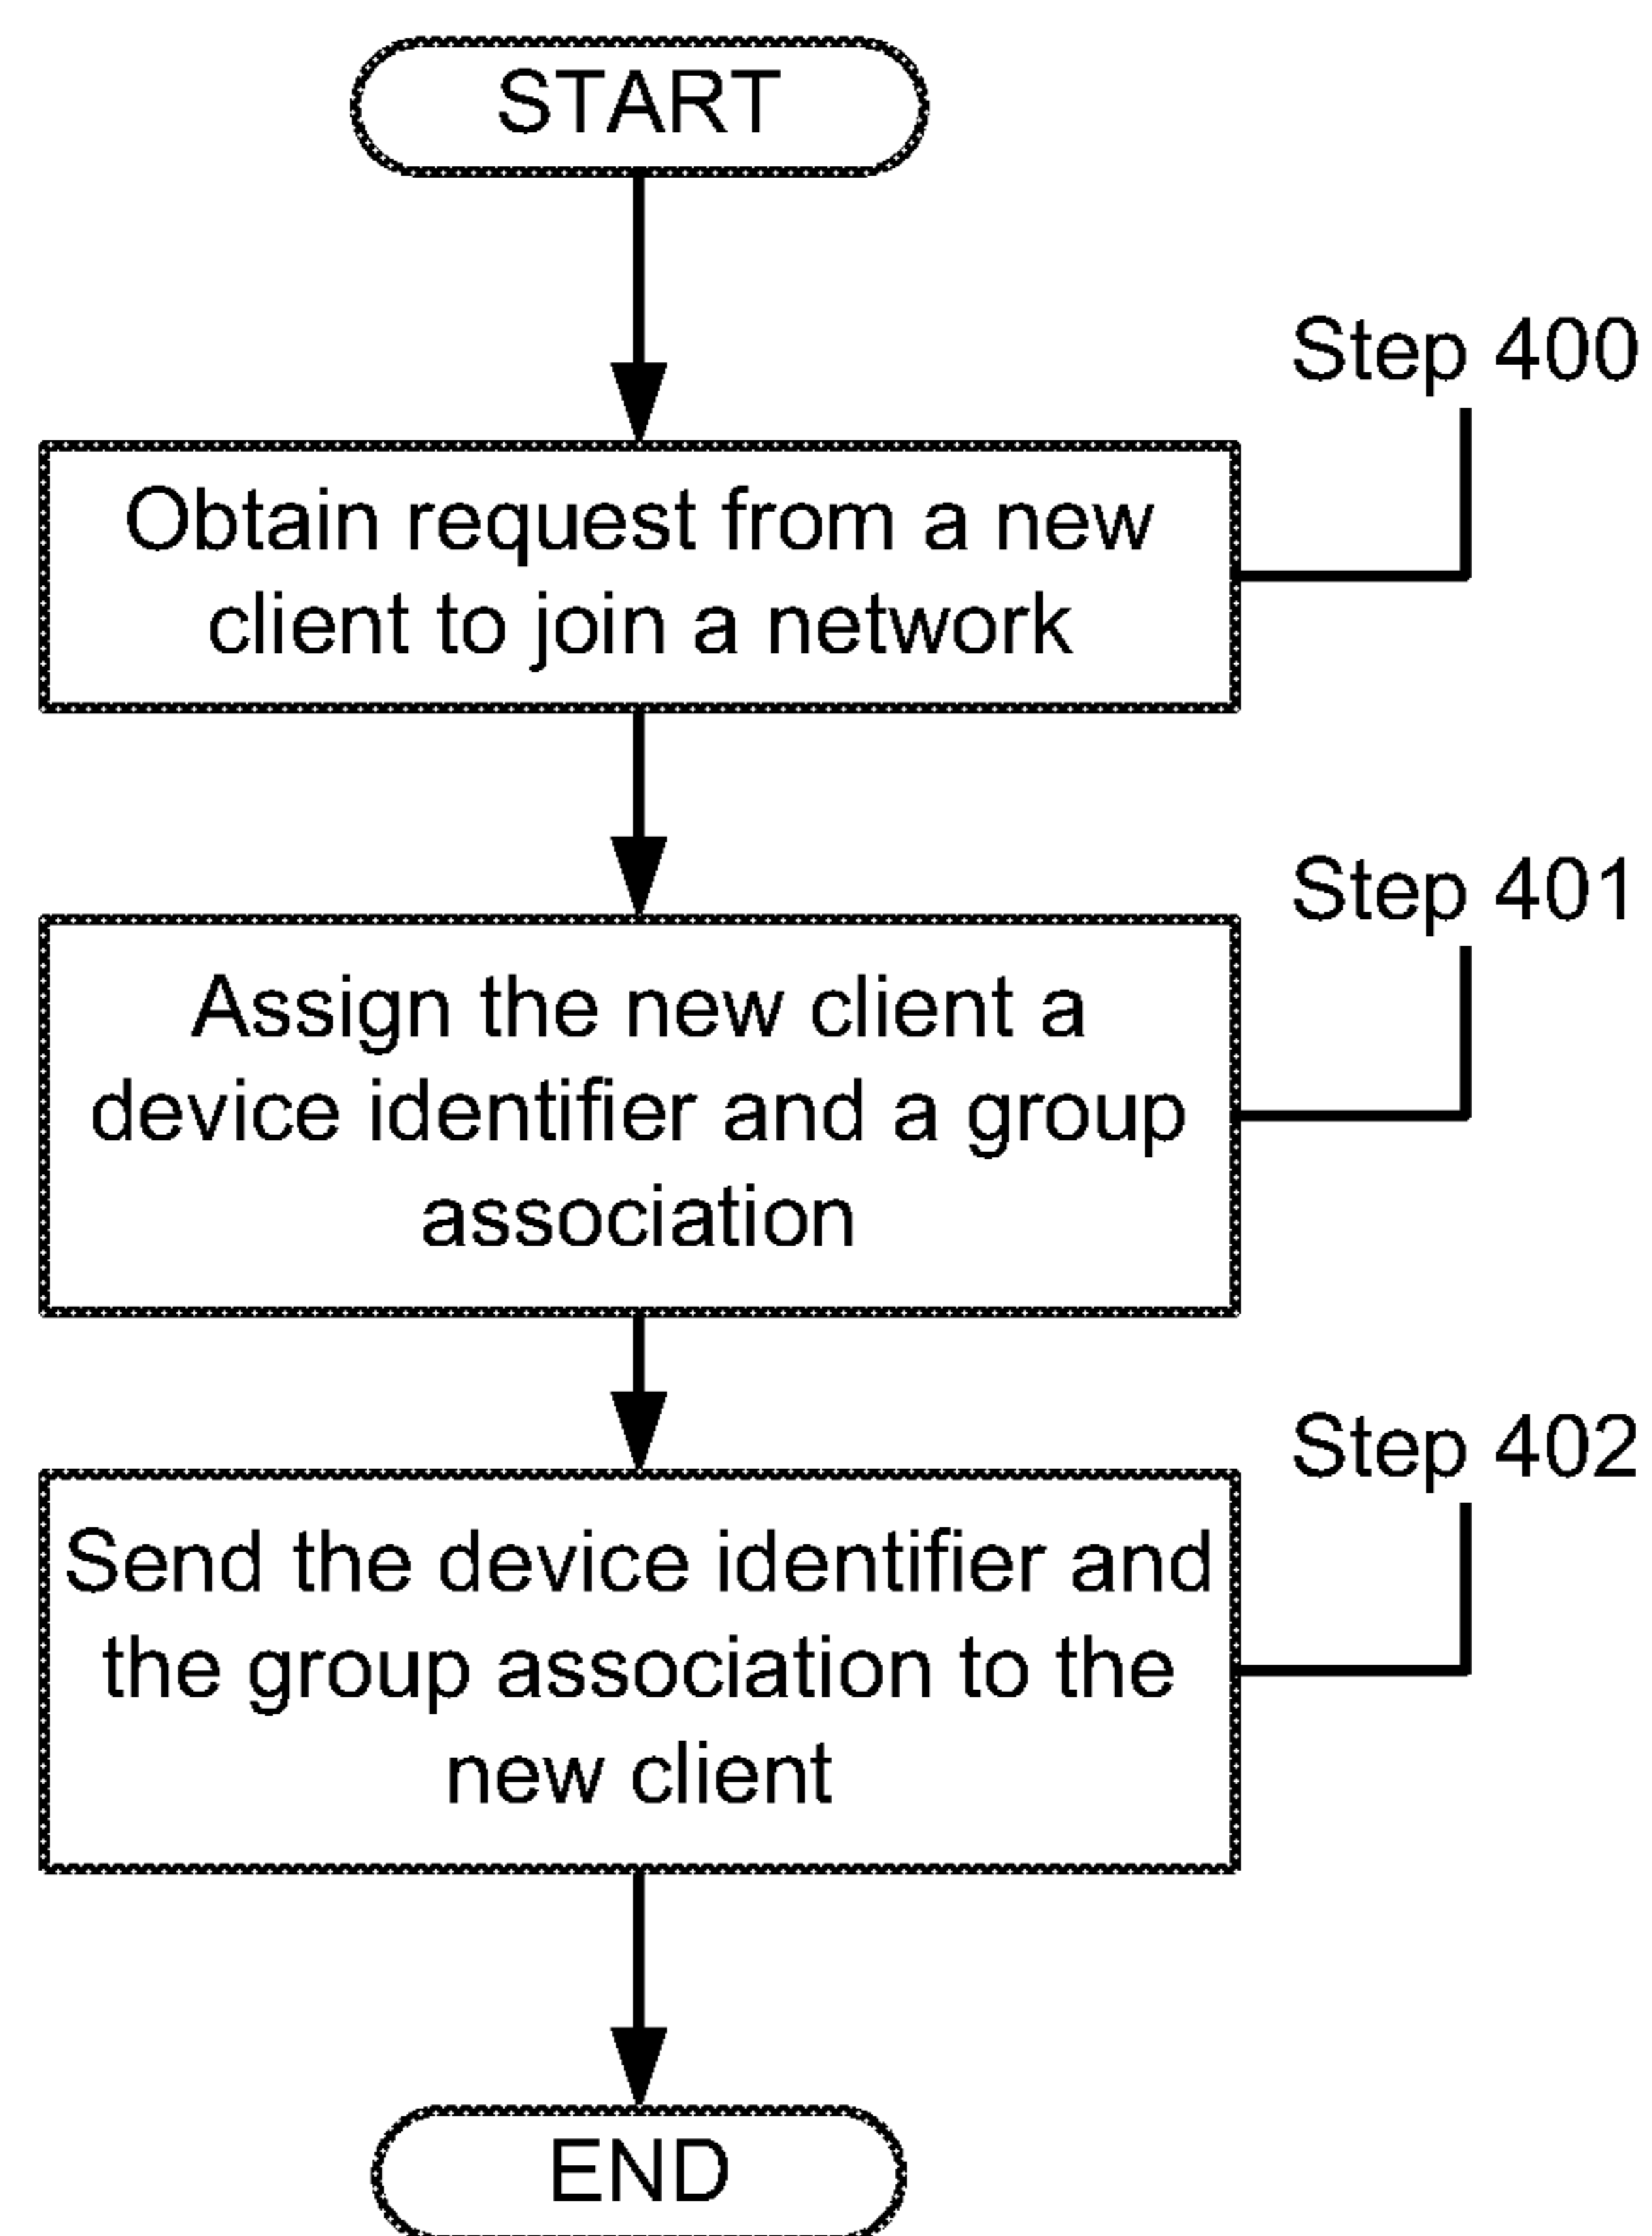 START
Step 400
Obtain request from a new
client to join a network
Step 401
Assign the new client a
device identifier and a group
association
Step 402
Send the device identifier and
the group association to the
new client
END